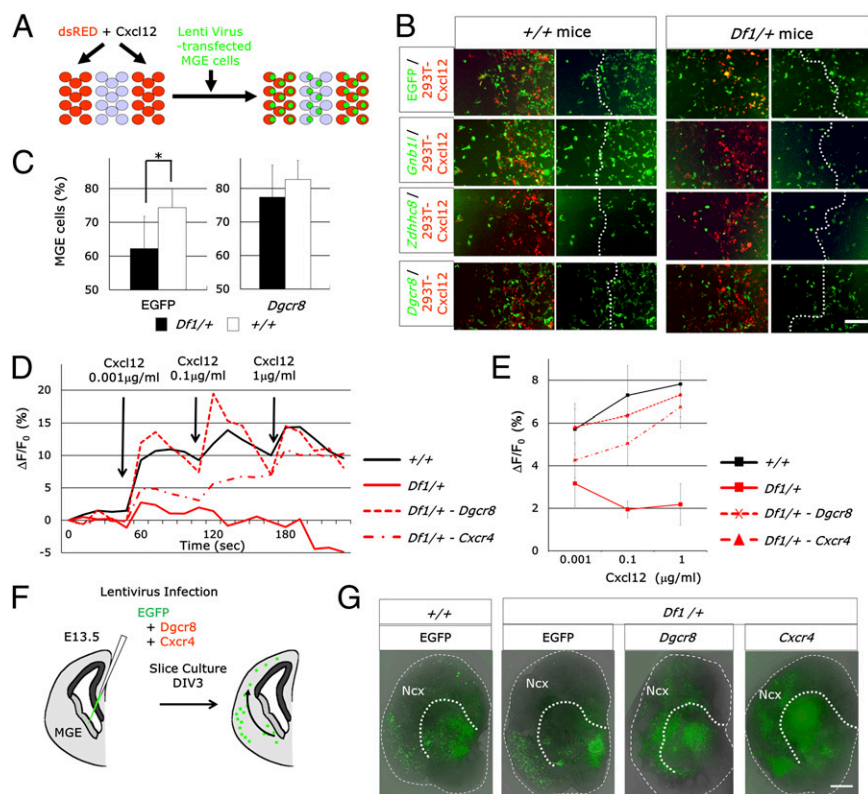 A
dsRED + Cxcl12
Lenti Virus
-transfected
MGE cells
B
+/+ mice
Df1/+ mice
EGFP /
293T-
Cxcl12
Gnb1l/
293T-
Cxcl12
Zdhhc8/
293T-
Cxcl12
Dgcr8/
293T-
Cxcl12
C
MGE cells (%)
80
70
60
50
*
EGFP
80
70
60
50
Dgcr8
Df1/+
+/+
D
Cxcl12
0.001μg/ml
Cxcl12
0.1μg/ml
Cxcl12
1μg/ml
ΔF/F0 (%)
20
15
10
5
0
-5
0
60
120
180
Time (sec)
+/+
Df1/+
Df1/+ - Dgcr8
Df1/+ - Cxcr4
E
ΔF/F0 (%)
8
6
4
2
0
0.001
0.1
1
Cxcl12 (μg/ml)
+/+
Df1/+
Df1/+ - Dgcr8
Df1/+ - Cxcr4
F
Lentivirus Infection
EGFP
+ Dgcr8
+ Cxcr4
E13.5
Slice Culture
DIV3
MGE
G
+/+
Df1 /+
EGFP
EGFP
Dgcr8
Cxcr4
Ncx
Ncx
Ncx
Ncx